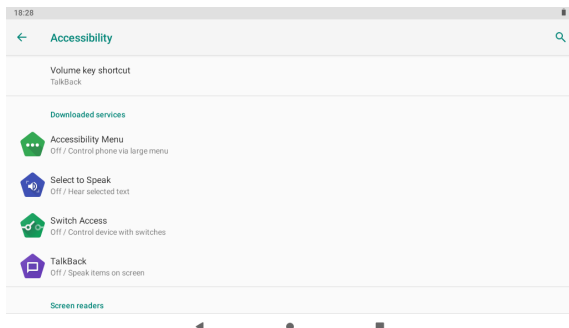 18:28
Accessibility
Volume key shortcut
TalkBack
Downloaded services
Accessibility Menu
Off / Control phone via large menu
Select to Speak
Off / Hear selected text
Switch Access
Off / Control device with switches
TalkBack
Off / Speak items on screen
Screen readers